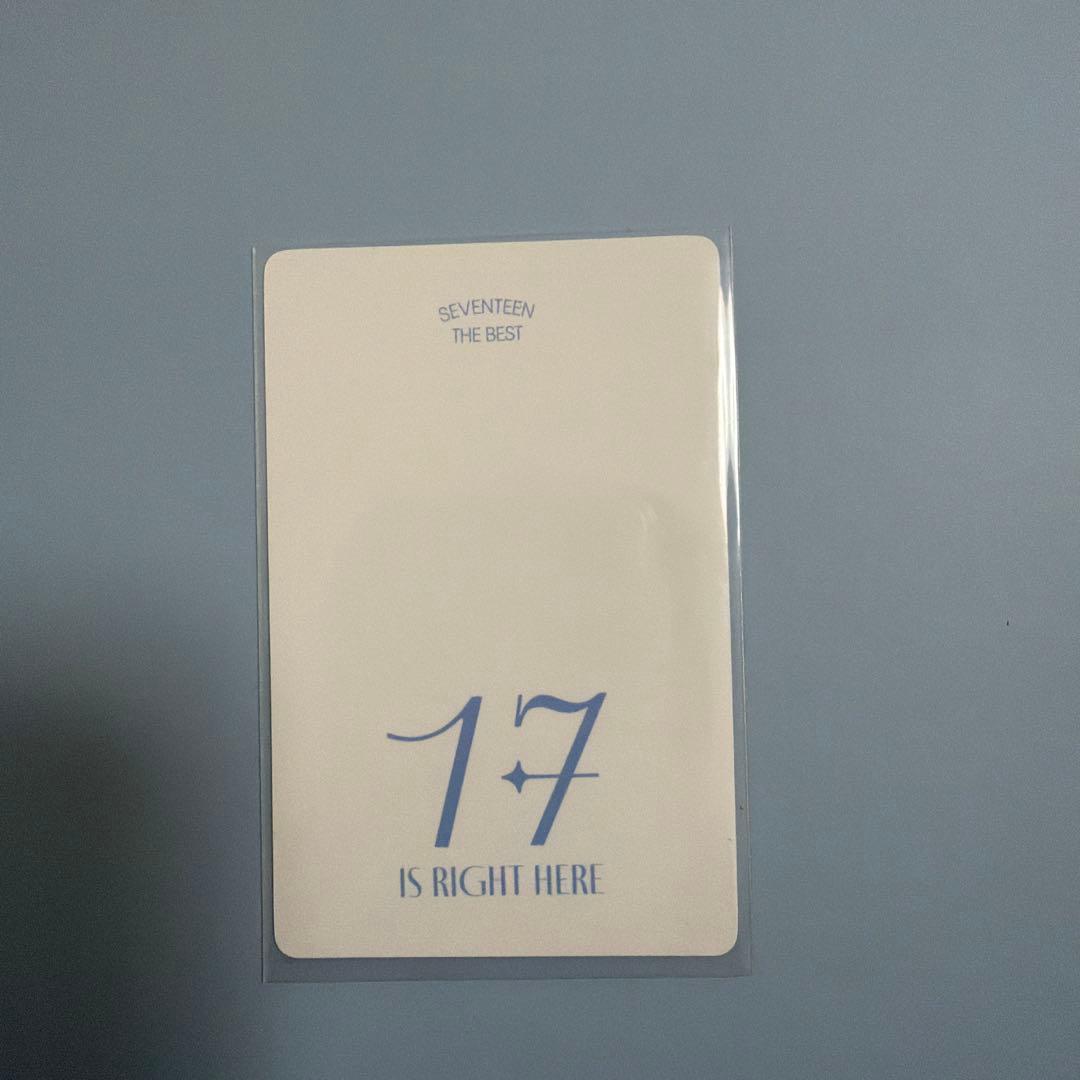 SEVENTEEN
THE BEST
17
IS RIGHT HERE